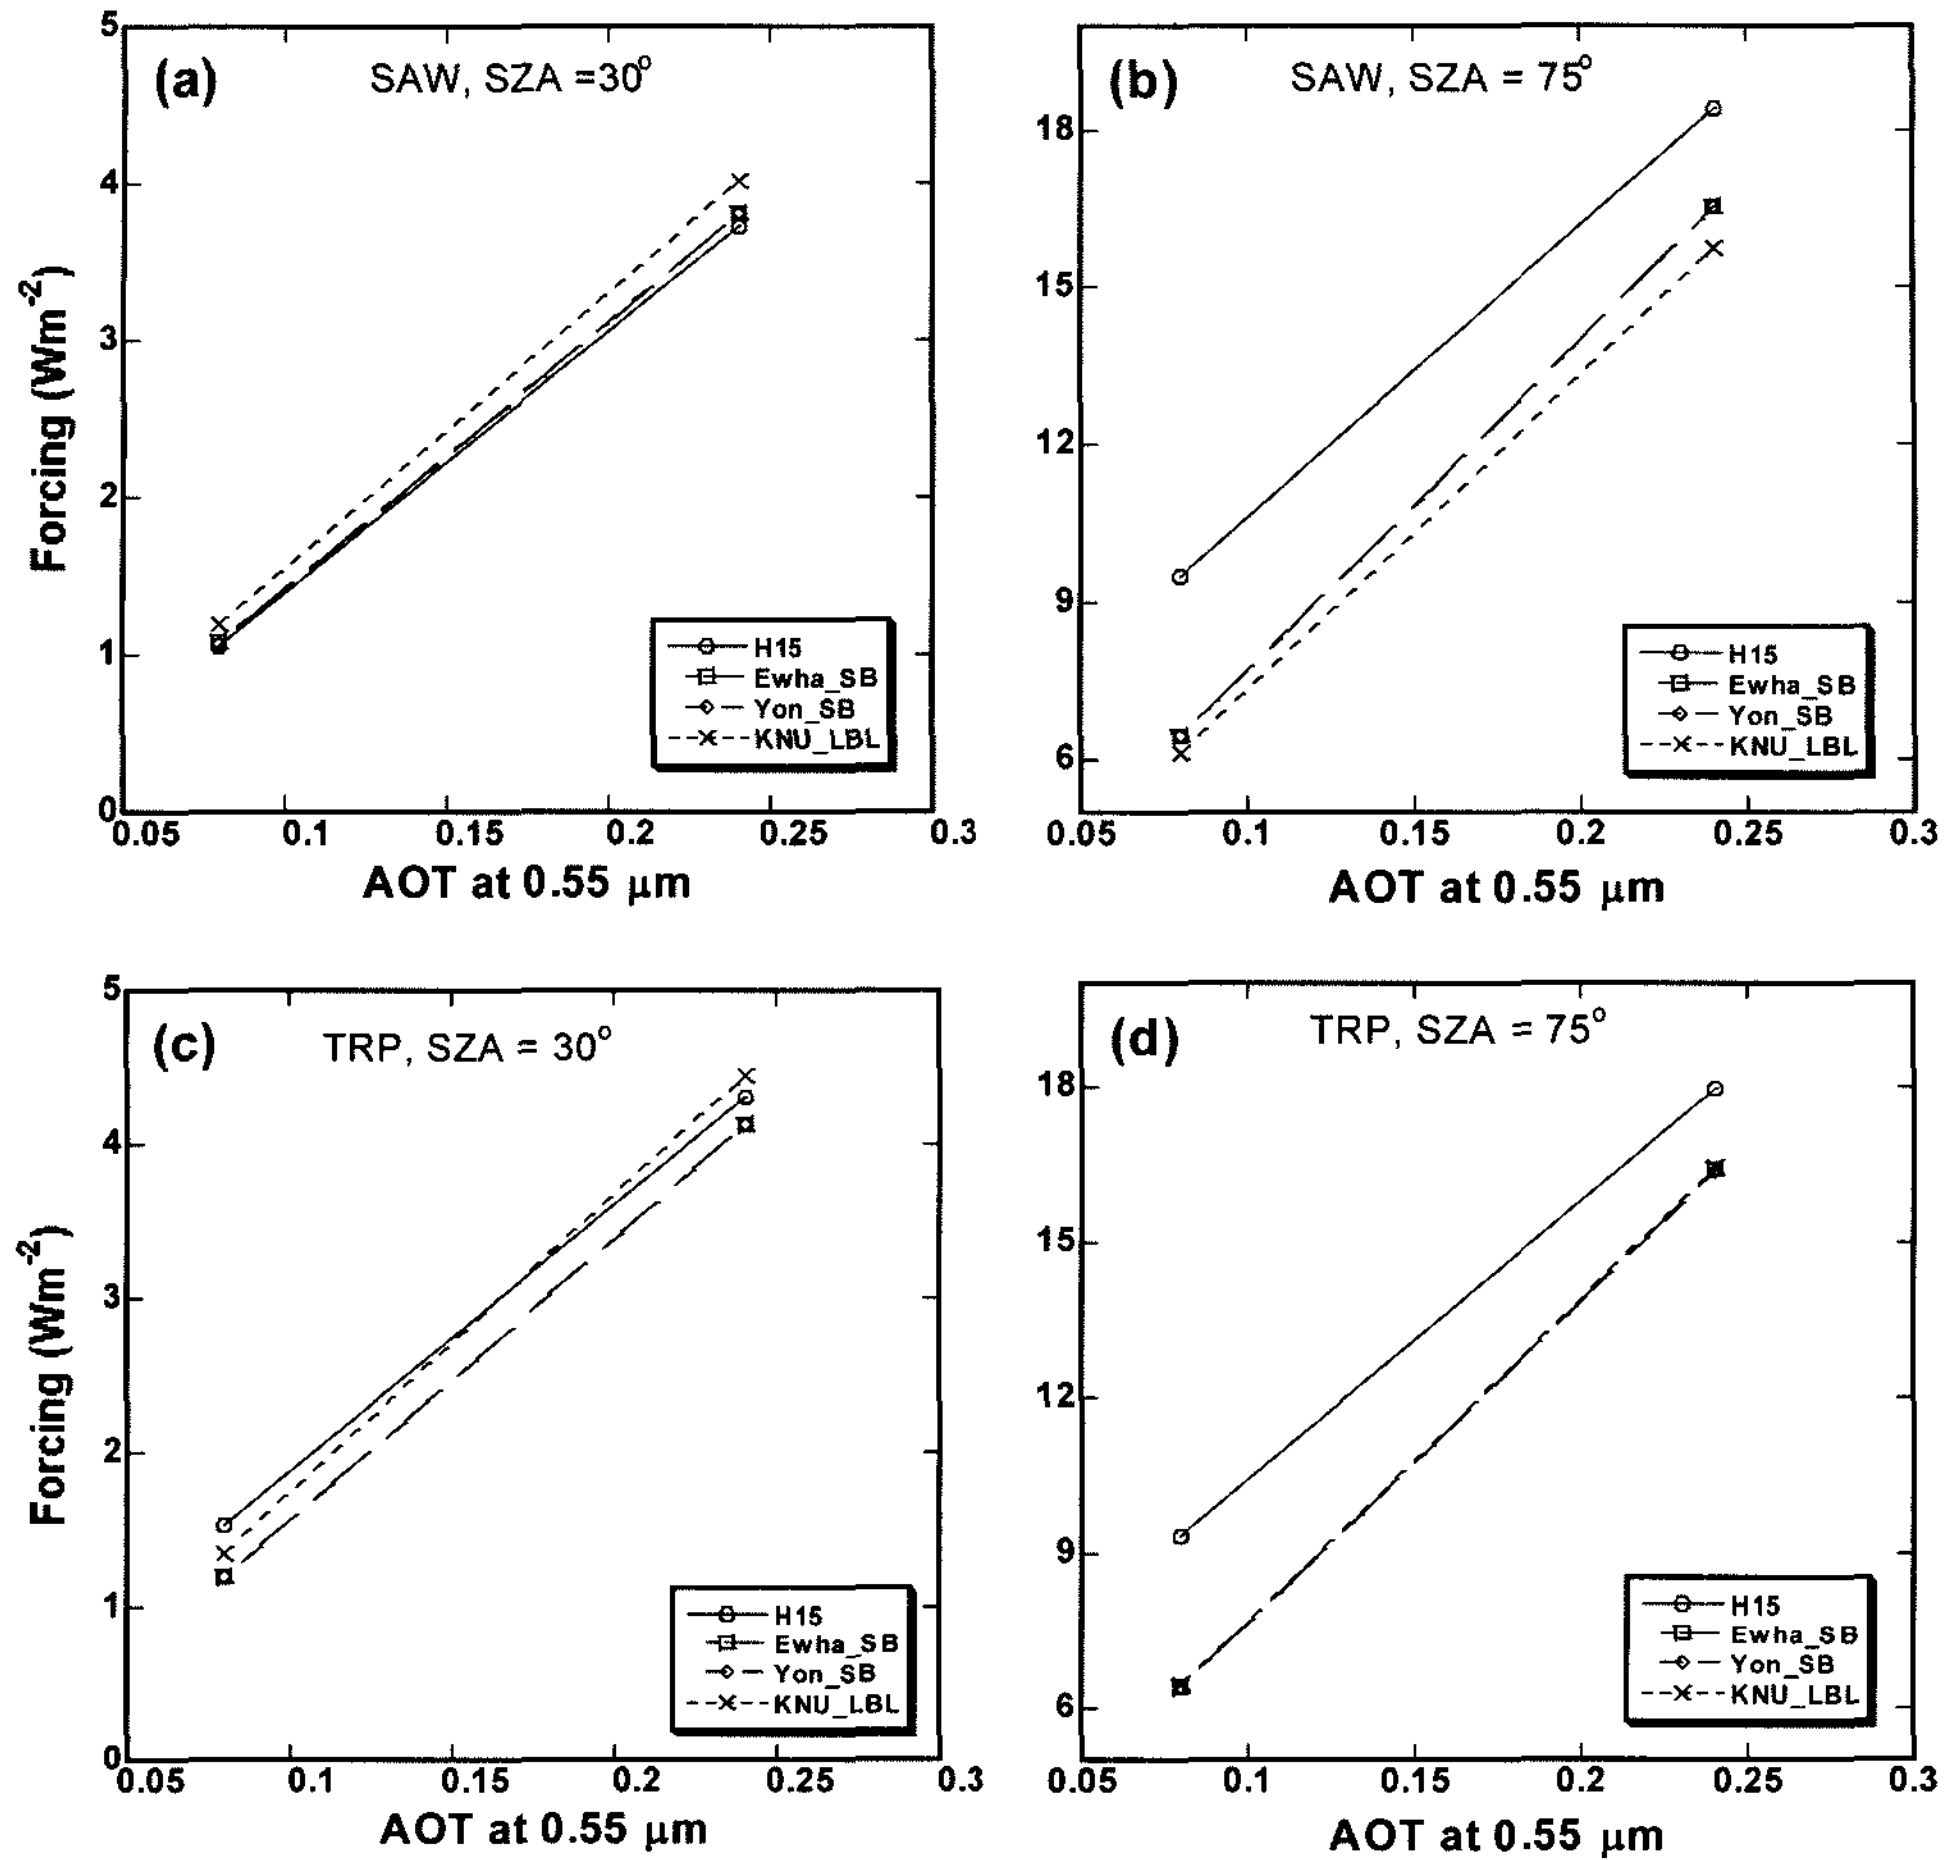 (a) SAW, SZA =30°
5
4
3
2
1
0
Forcing (Wm⁻²)
H15
Ewha_SB
Yon_SB
KNU_LBL
0.05 0.1 0.15 0.2 0.25 0.3
AOT at 0.55 μm
(b) SAW, SZA = 75°
18
15
12
9
6
H15
Ewha_SB
Yon_SB
KNU_LBL
0.05 0.1 0.15 0.2 0.25 0.3
AOT at 0.55 μm
(c) TRP, SZA = 30°
5
4
3
2
1
0
Forcing (Wm⁻²)
H15
Ewha_SB
Yon_SB
KNU_LBL
0.05 0.1 0.15 0.2 0.25 0.3
AOT at 0.55 μm
(d) TRP, SZA = 75°
18
15
12
9
6
H15
Ewha_SB
Yon_SB
KNU_LBL
0.05 0.1 0.15 0.2 0.25 0.3
AOT at 0.55 μm